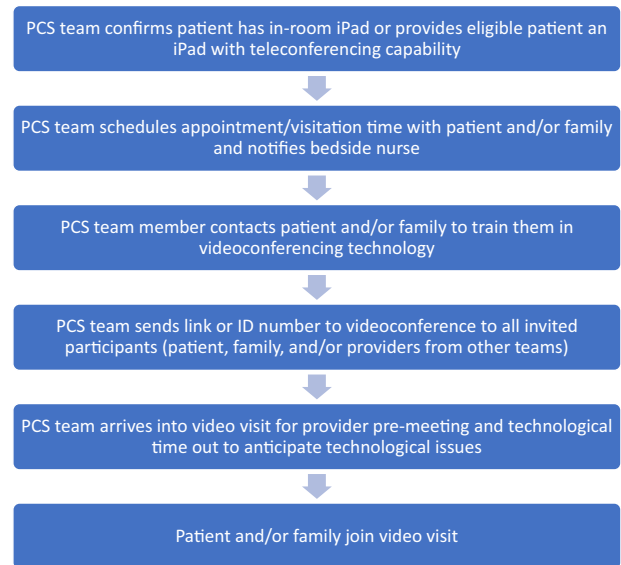 PCS team confirms patient has in-room iPad or provides eligible patient an
iPad with teleconferencing capability
PCS team schedules appointment/visitation time with patient and/or family
and notifies bedside nurse
PCS team member contacts patient and/or family to train them in
videoconferencing technology
PCS team sends link or ID number to videoconference to all invited
participants (patient, family, and/or providers from other teams)
PCS team arrives into video visit for provider pre-meeting and technological
time out to anticipate technological issues
Patient and/or family join video visit